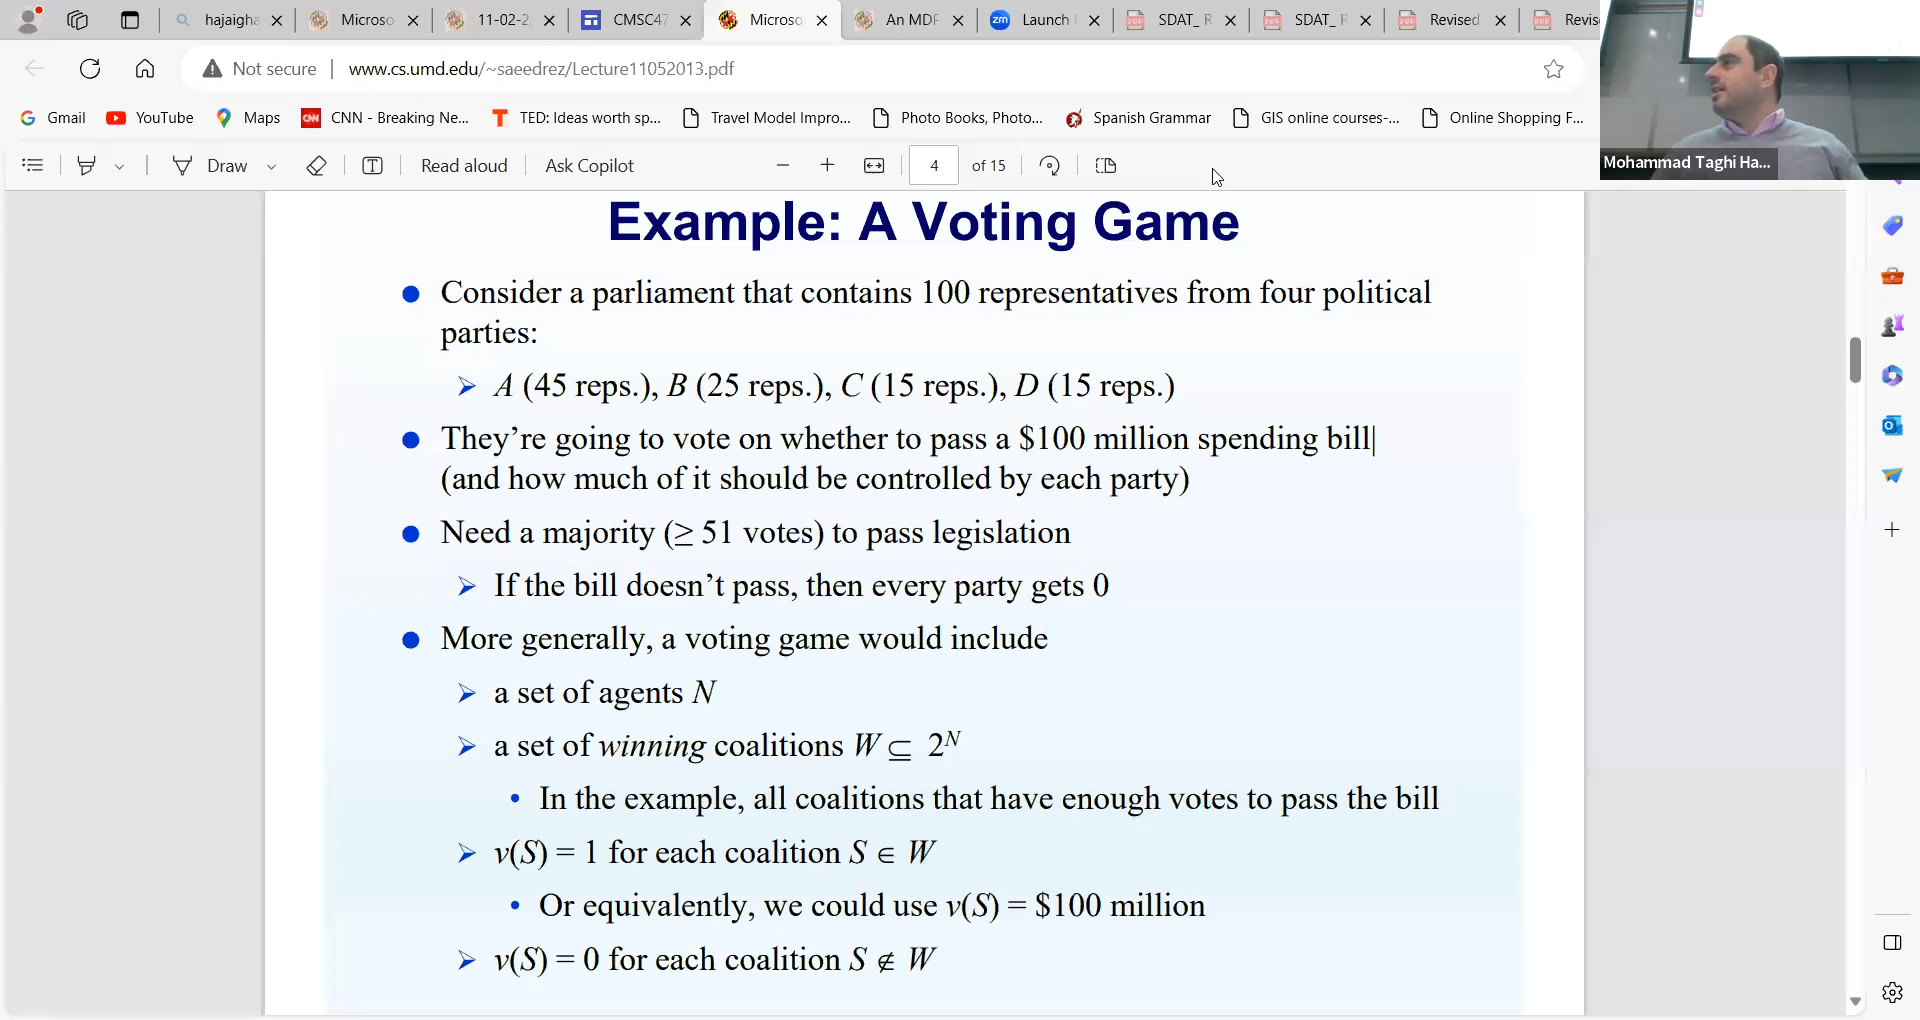 hajaigha
Microso
11-02-2
CMSC47
Microso
An MDP
Launch
SDAT_ R
SDAT_ R
Revised
Revis
Not secure | www.cs.umd.edu/~saeedrez/Lecture11052013.pdf
Gmail
YouTube
Maps
CNN - Breaking Ne...
TED: Ideas worth sp...
Travel Model Impro...
Photo Books, Photo...
Spanish Grammar
GIS online courses-...
Online Shopping F...
Mohammad Taghi Ha...
Draw
Read aloud
Ask Copilot
4 of 15
Example: A Voting Game
● Consider a parliament that contains 100 representatives from four political
parties:
➢ A (45 reps.), B (25 reps.), C (15 reps.), D (15 reps.)
● They’re going to vote on whether to pass a $100 million spending bill
(and how much of it should be controlled by each party)
● Need a majority (≥ 51 votes) to pass legislation
➢ If the bill doesn’t pass, then every party gets 0
● More generally, a voting game would include
➢ a set of agents N
➢ a set of winning coalitions W ⊆ 2^N
• In the example, all coalitions that have enough votes to pass the bill
➢ v(S) = 1 for each coalition S ∈ W
• Or equivalently, we could use v(S) = $100 million
➢ v(S) = 0 for each coalition S ∉ W